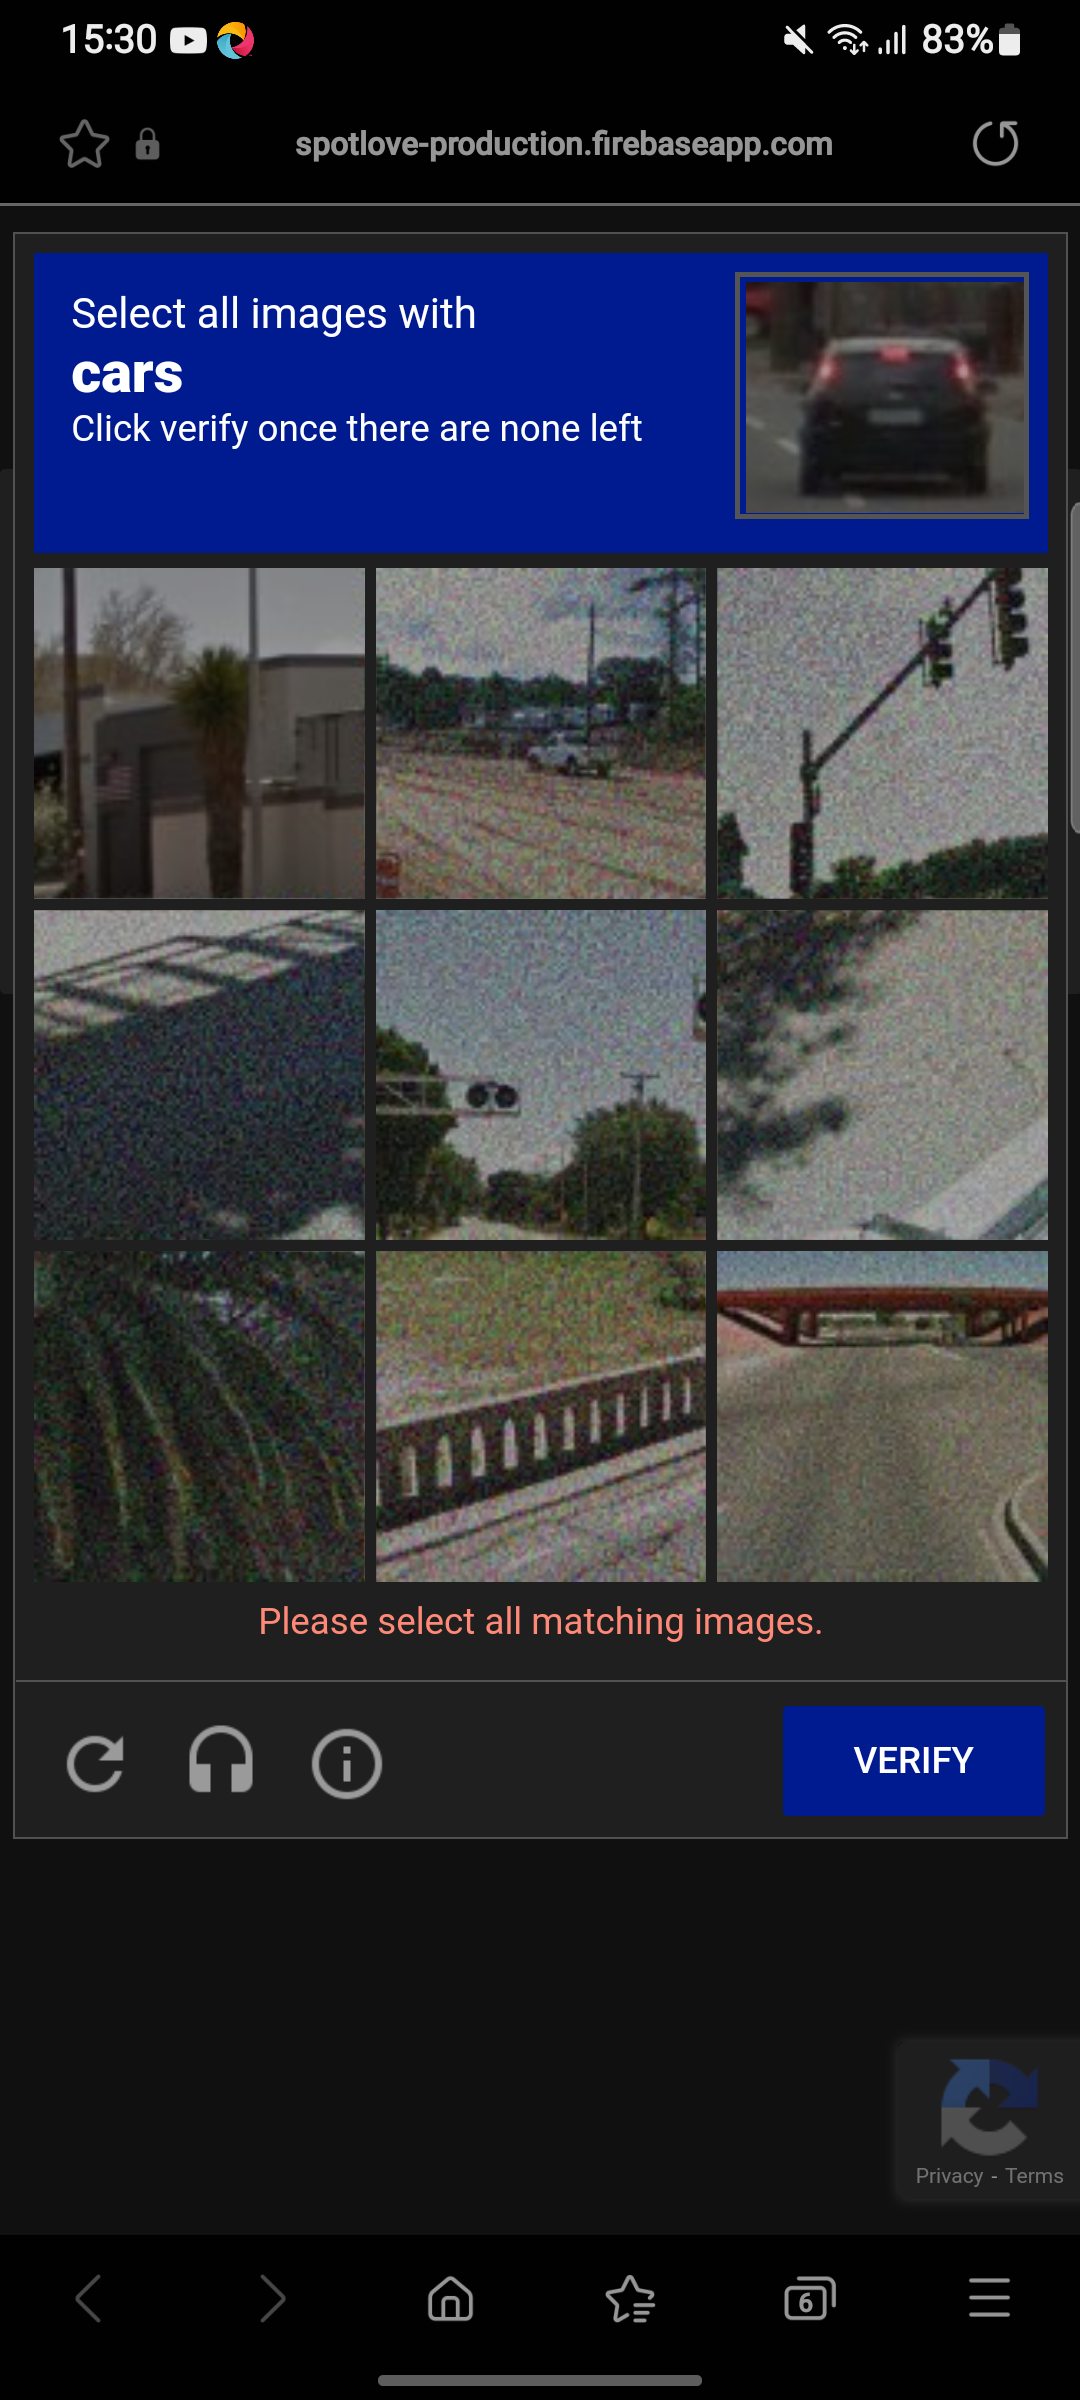 15:30
83%
spotlove-production.firebaseapp.com
Select all images with
cars
Click verify once there are none left
Please select all matching images.
VERIFY
Privacy - Terms
6